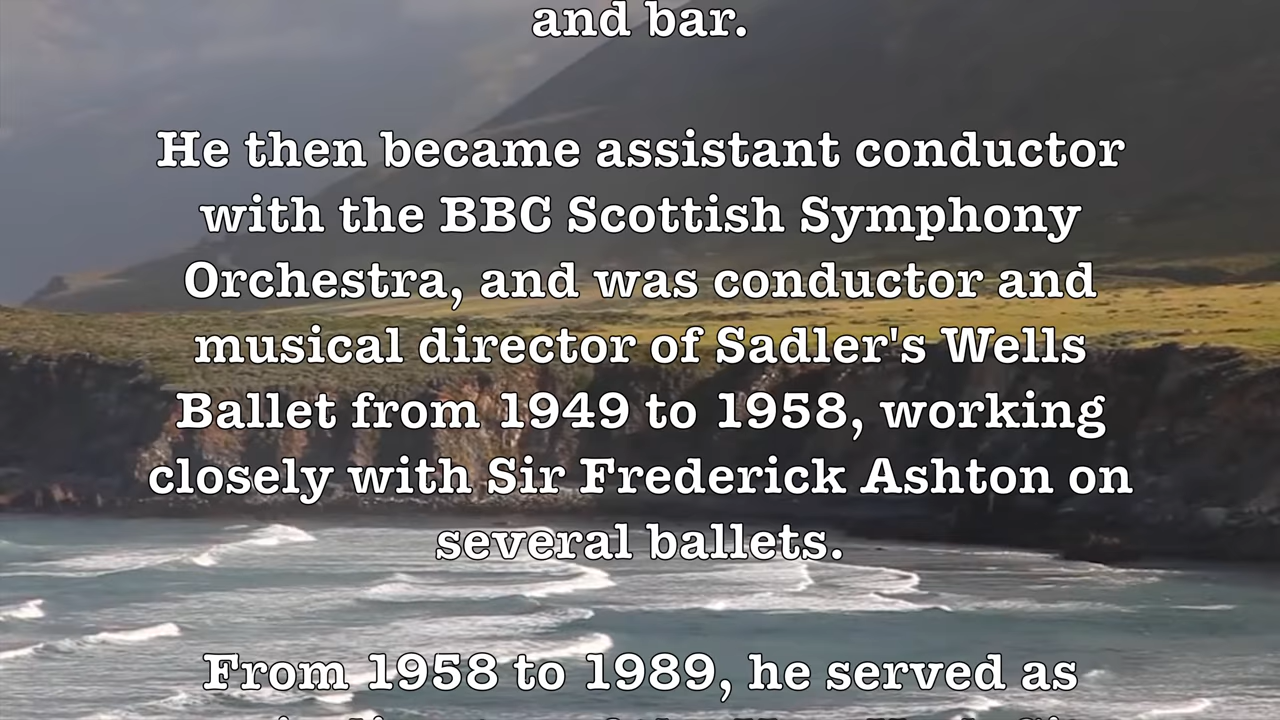 and bar.
He then became assistant conductor
with the BBC Scottish Symphony
Orchestra, and was conductor and
musical director of Sadler's Wells
Ballet from 1949 to 1958, working
closely with Sir Frederick Ashton on
several ballets.
From 1958 to 1989, he served as